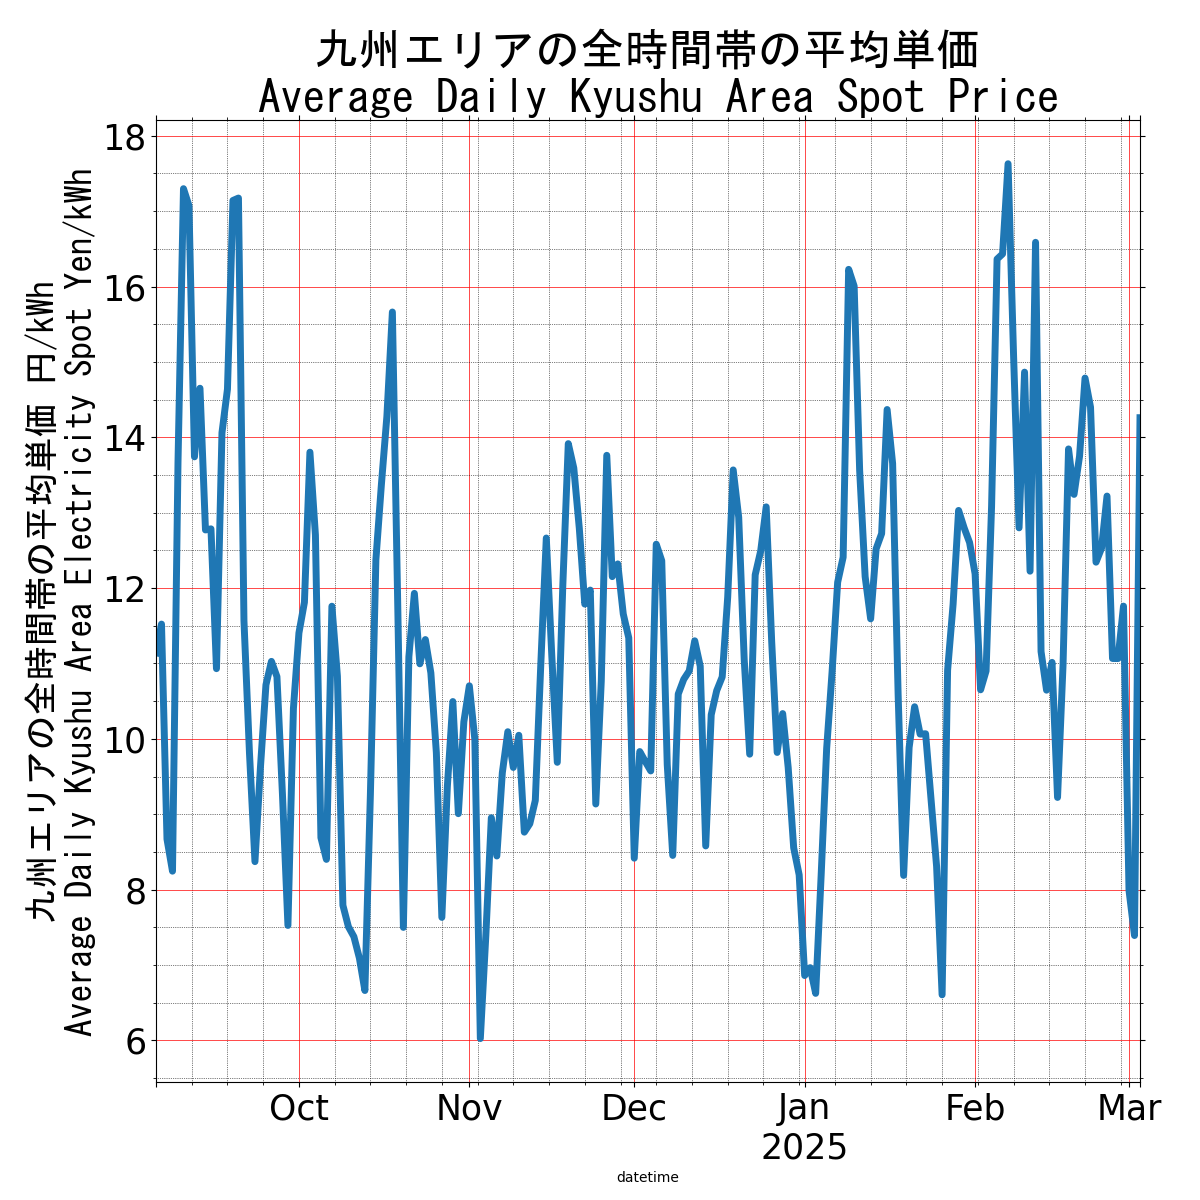 九州エリアの全時間帯の平均単価
Average Daily Kyushu Area Spot Price
九州エリアの全時間帯の平均単価 円/kWh
Average Daily Kyushu Area Electricity Spot Yen/kWh
18
16
14
12
10
8
6
Oct
Nov
Dec
Jan
2025
Feb
Mar
datetime